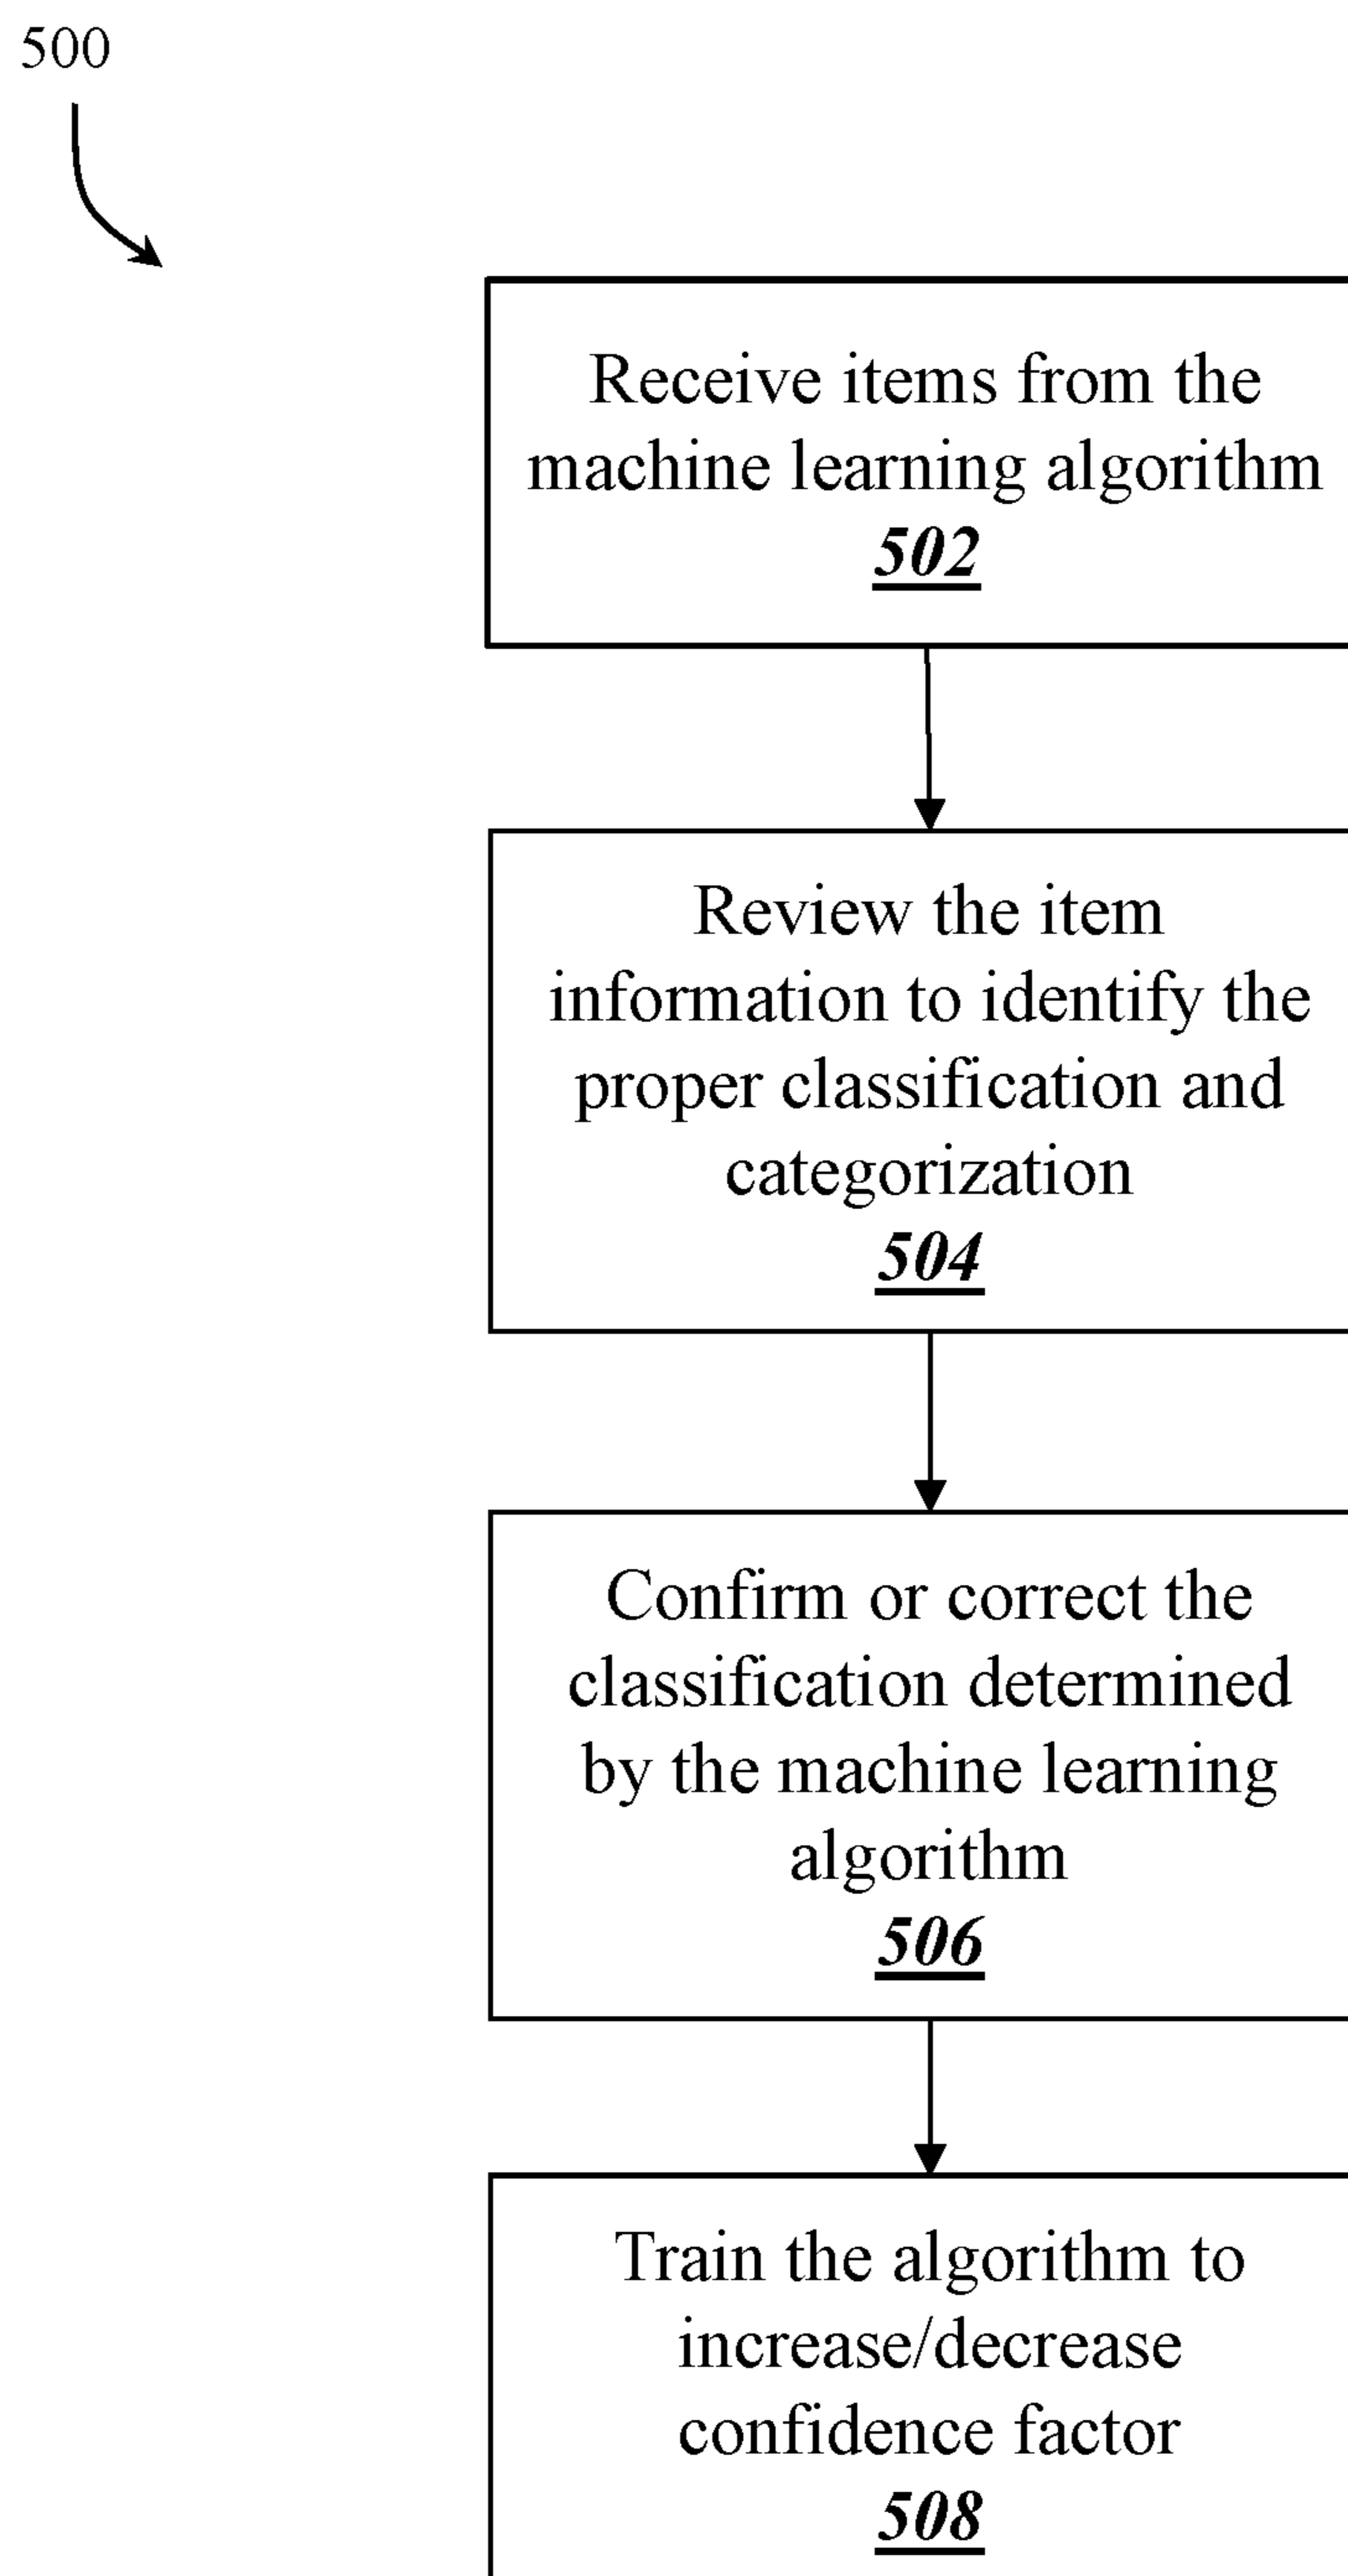 500
Receive items from the
machine learning algorithm
502
Review the item
information to identify the
proper classification and
categorization
504
Confirm or correct the
classification determined
by the machine learning
algorithm
506
Train the algorithm to
increase/decrease
confidence factor
508